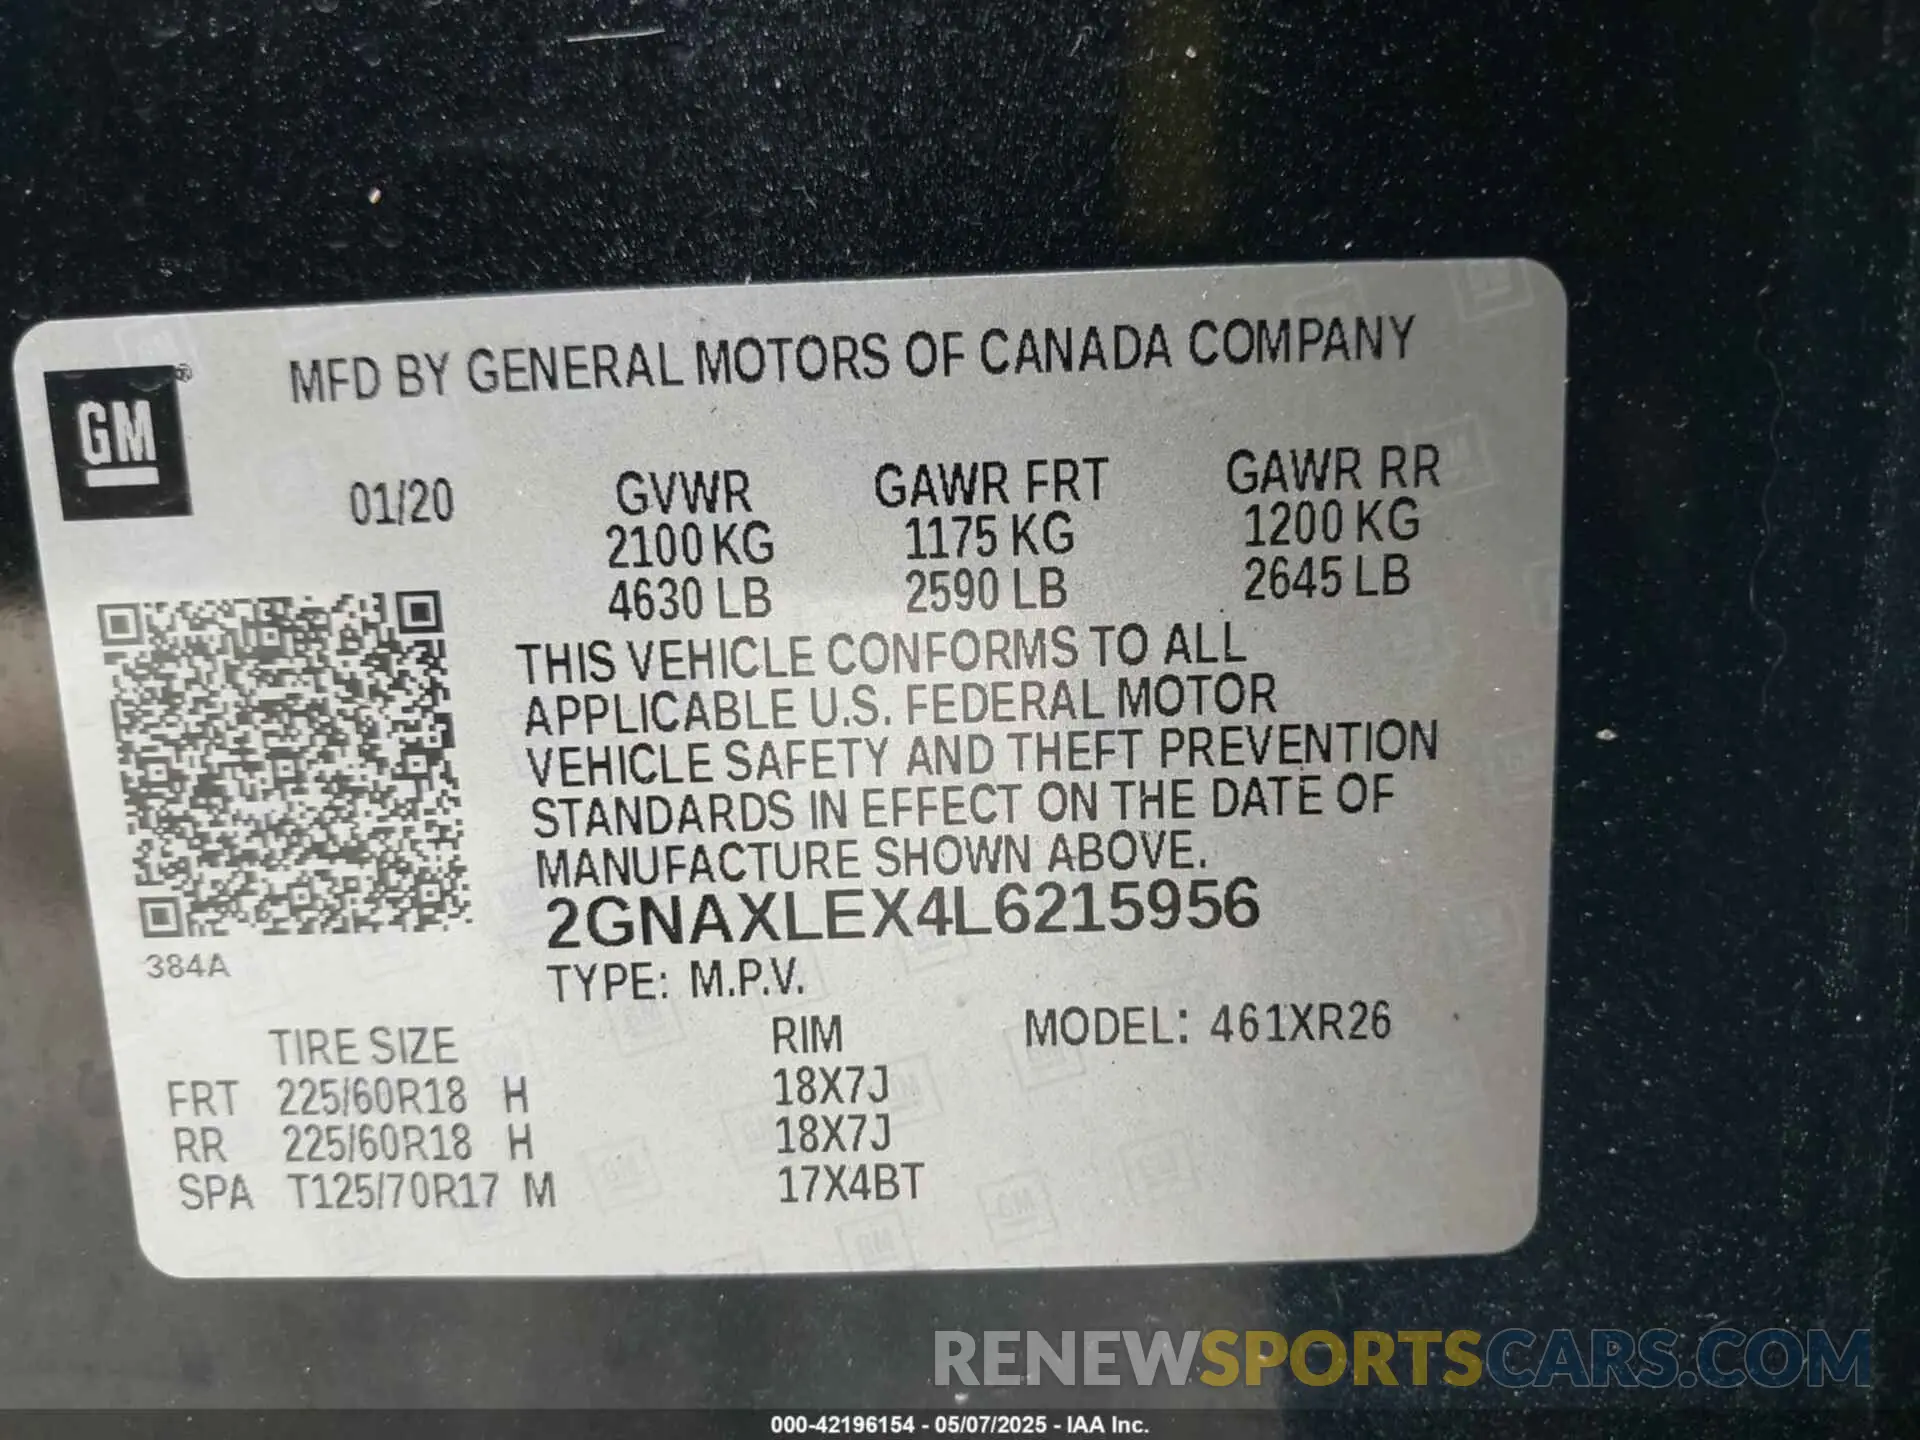 MFD BY GENERAL MOTORS OF CANADA COMPANY
GM ®
01/20 GVWR GAWR FRT GAWR RR
2100 KG 1175 KG 1200 KG
4630 LB 2590 LB 2645 LB
THIS VEHICLE CONFORMS TO ALL
APPLICABLE U.S. FEDERAL MOTOR
VEHICLE SAFETY AND THEFT PREVENTION
STANDARDS IN EFFECT ON THE DATE OF
MANUFACTURE SHOWN ABOVE.
2GNAXLEX4L6215956
384A
TYPE: M.P.V.
TIRE SIZE RIM MODEL: 461XR26
FRT 225/60R18 H 18X7J
RR 225/60R18 H 18X7J
SPA T125/70R17 M 17X4BT
RENEWSPORTSCARS.COM
000-42196154 - 05/07/2025 - IAA Inc.